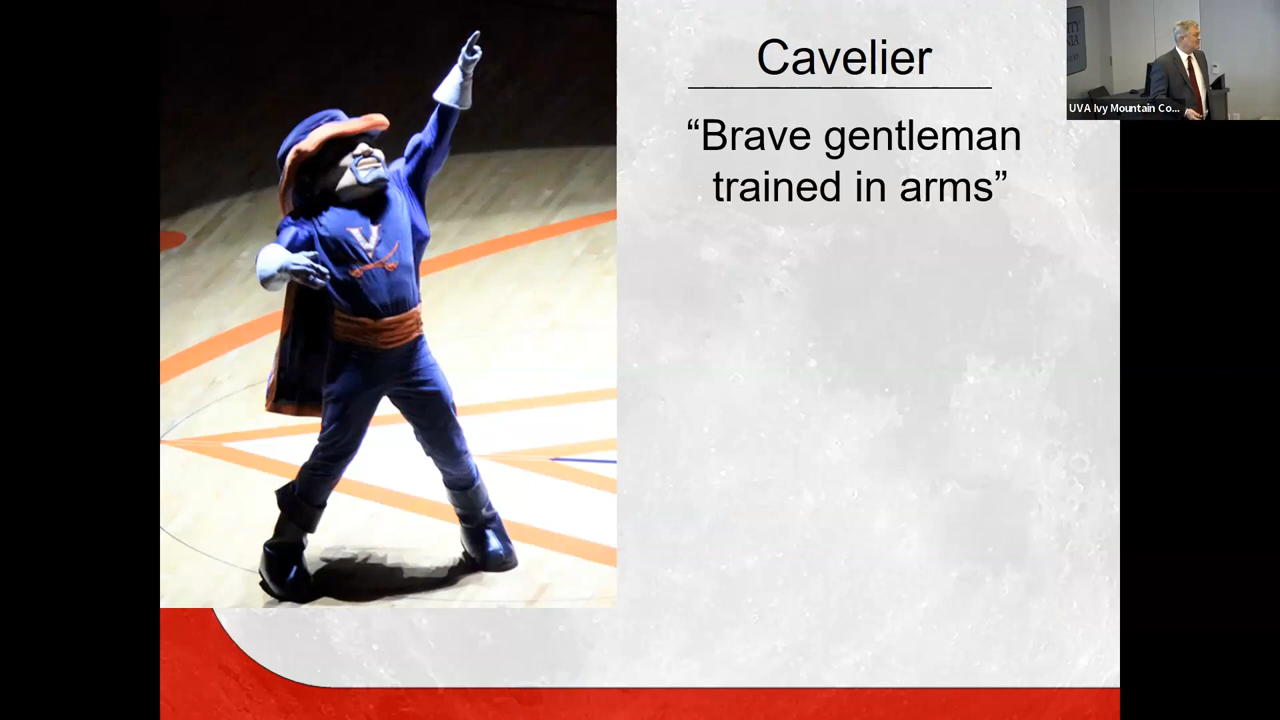 Cavelier
“Brave gentleman
trained in arms”
UVA Ivy Mountain Co...
V